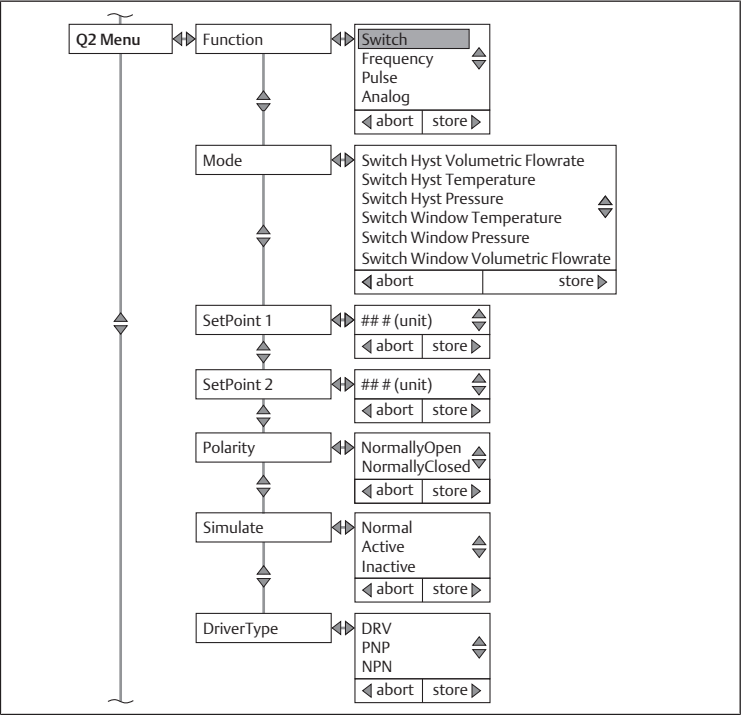 Q2 Menu
Function
Switch
Frequency
Pulse
Analog
abort store
Mode
Switch Hyst Volumetric Flowrate
Switch Hyst Temperature
Switch Hyst Pressure
Switch Window Temperature
Switch Window Pressure
Switch Window Volumetric Flowrate
abort store
SetPoint 1
## # (unit)
abort store
SetPoint 2
## # (unit)
abort store
Polarity
NormallyOpen
NormallyClosed
abort store
Simulate
Normal
Active
Inactive
abort store
DriverType
DRV
PNP
NPN
abort store